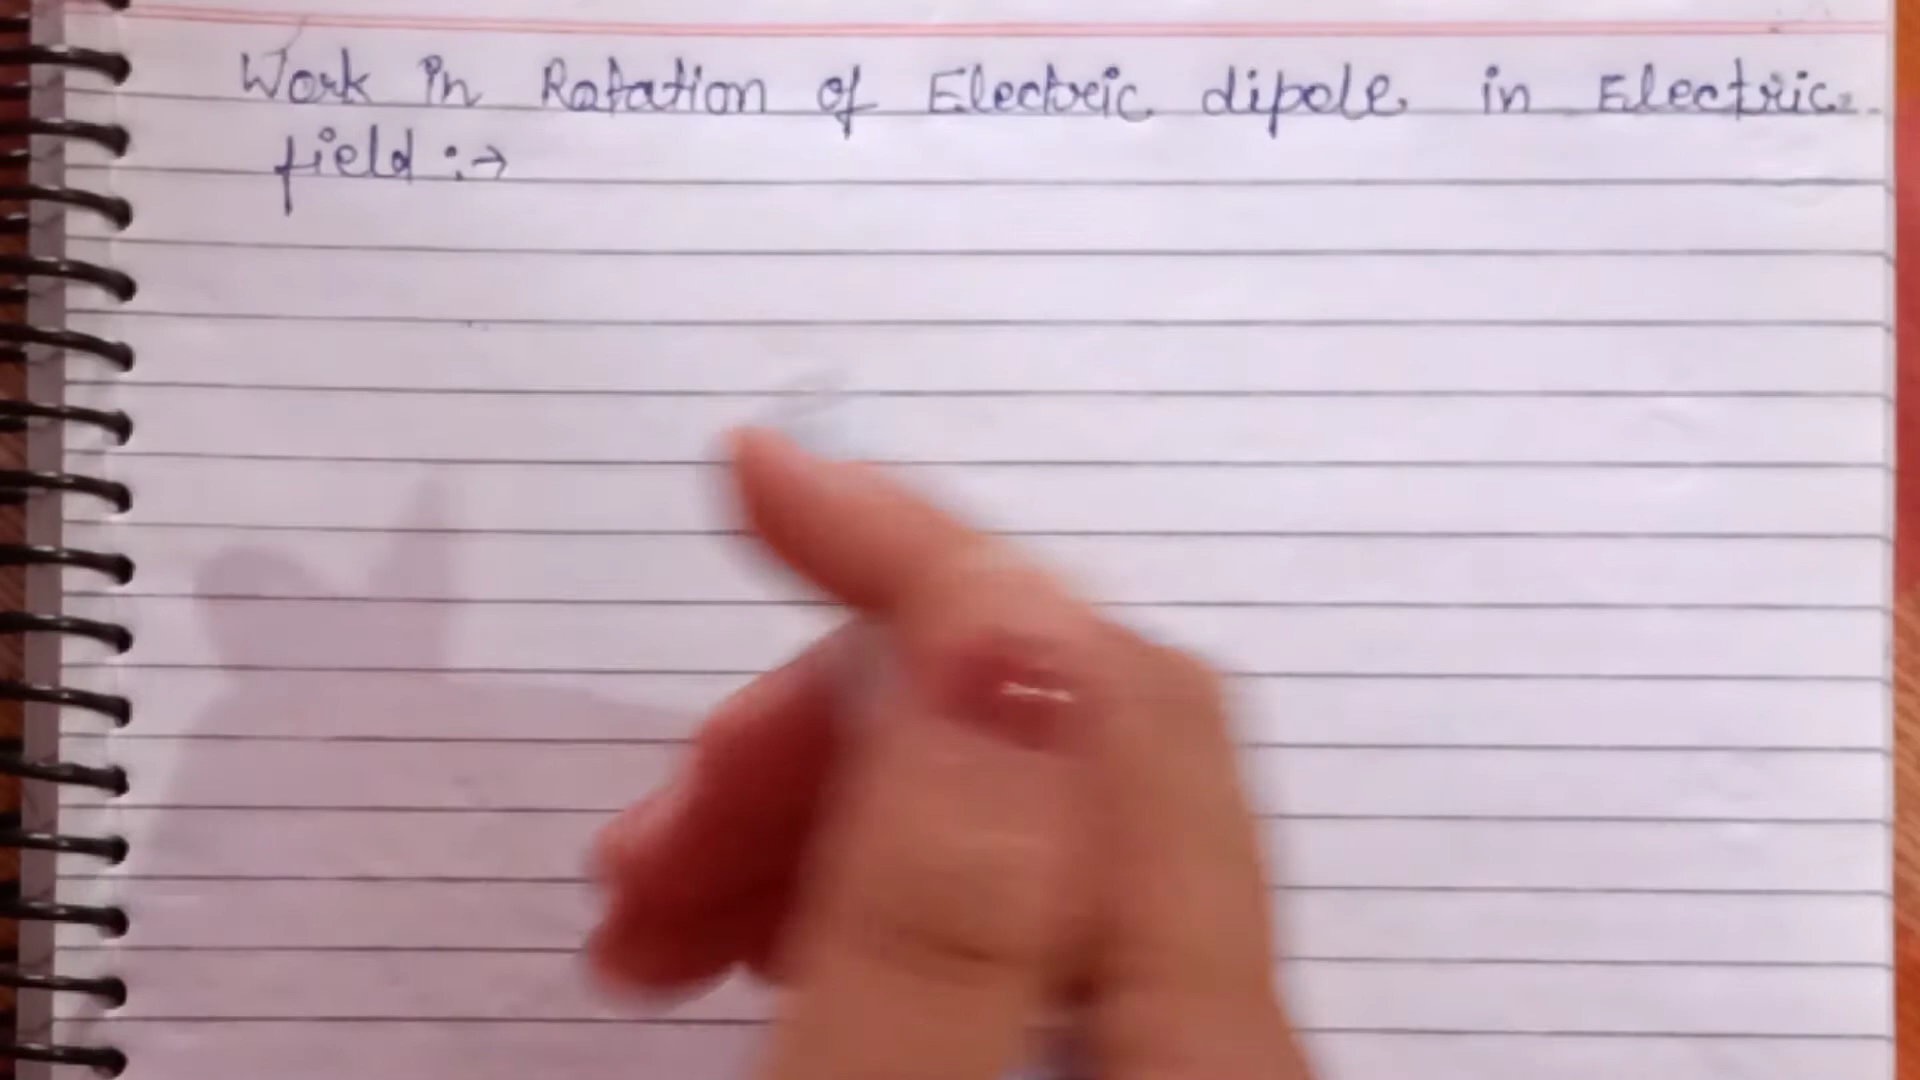 Work in Rotation of Electric dipole in Electric
field :→